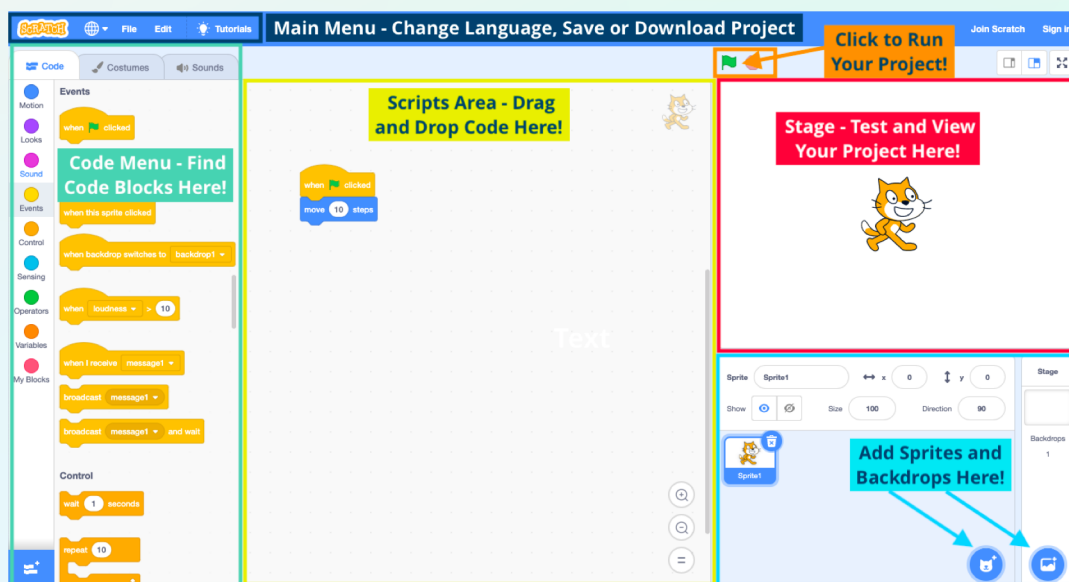 SCRATCH
File Edit Tutorials
Main Menu - Change Language, Save or Download Project
Join Scratch Sign in
Click to Run
Your Project!
Code Costumes Sounds
Motion
Looks
Sound
Events
Control
Sensing
Operators
Variables
My Blocks
Events
when clicked
Code Menu - Find
Code Blocks Here!
when this sprite clicked
when backdrop switches to backdrop1
when loudness > 10
when I receive message1
broadcast message1
broadcast message1 and wait
Control
wait 1 seconds
repeat 10
Scripts Area - Drag
and Drop Code Here!
when clicked
move 10 steps
Text
Stage - Test and View
Your Project Here!
Sprite Sprite1 x 0 y 0
Show Size 100 Direction 90
Sprite1
Stage
Backdrops
1
Add Sprites and
Backdrops Here!